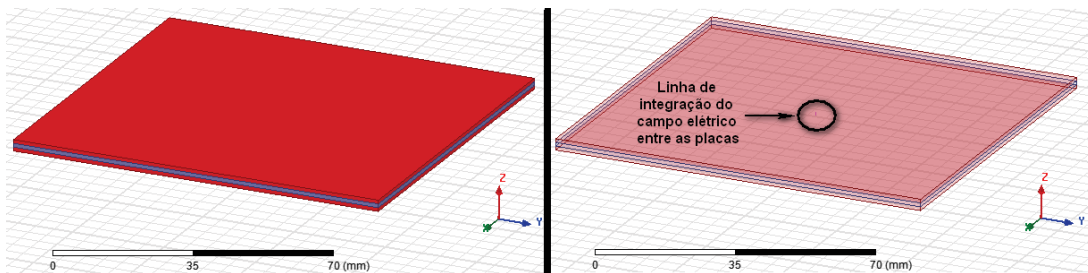 Z
Y
X
0
35
70 (mm)
Linha de
integração do
campo elétrico
entre as placas
Z
Y
X
0
35
70 (mm)